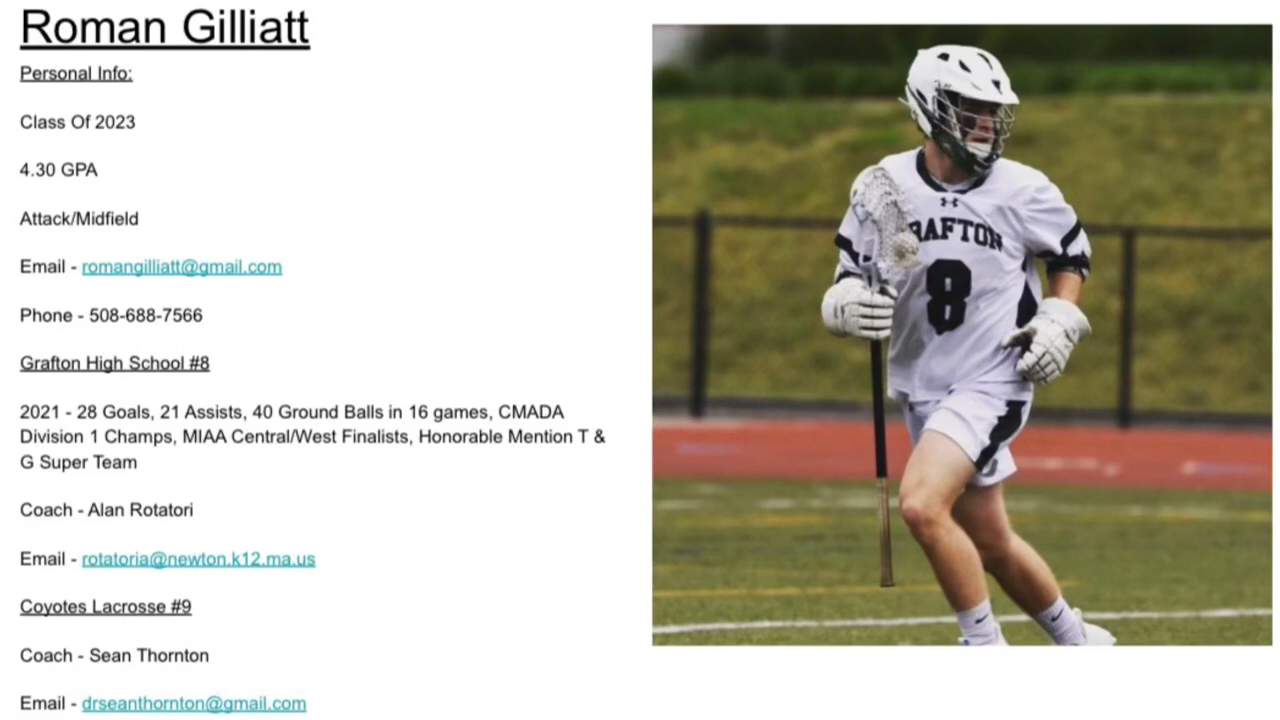 Roman Gilliatt
Personal Info:
Class Of 2023
4.30 GPA
Attack/Midfield
Email - romangilliatt@gmail.com
Phone - 508-688-7566
Grafton High School #8
2021 - 28 Goals, 21 Assists, 40 Ground Balls in 16 games, CMADA
Division 1 Champs, MIAA Central/West Finalists, Honorable Mention T &
G Super Team
Coach - Alan Rotatori
Email - rotatoria@newton.k12.ma.us
Coyotes Lacrosse #9
Coach - Sean Thornton
Email - drseanthornton@gmail.com
RAFTON
8